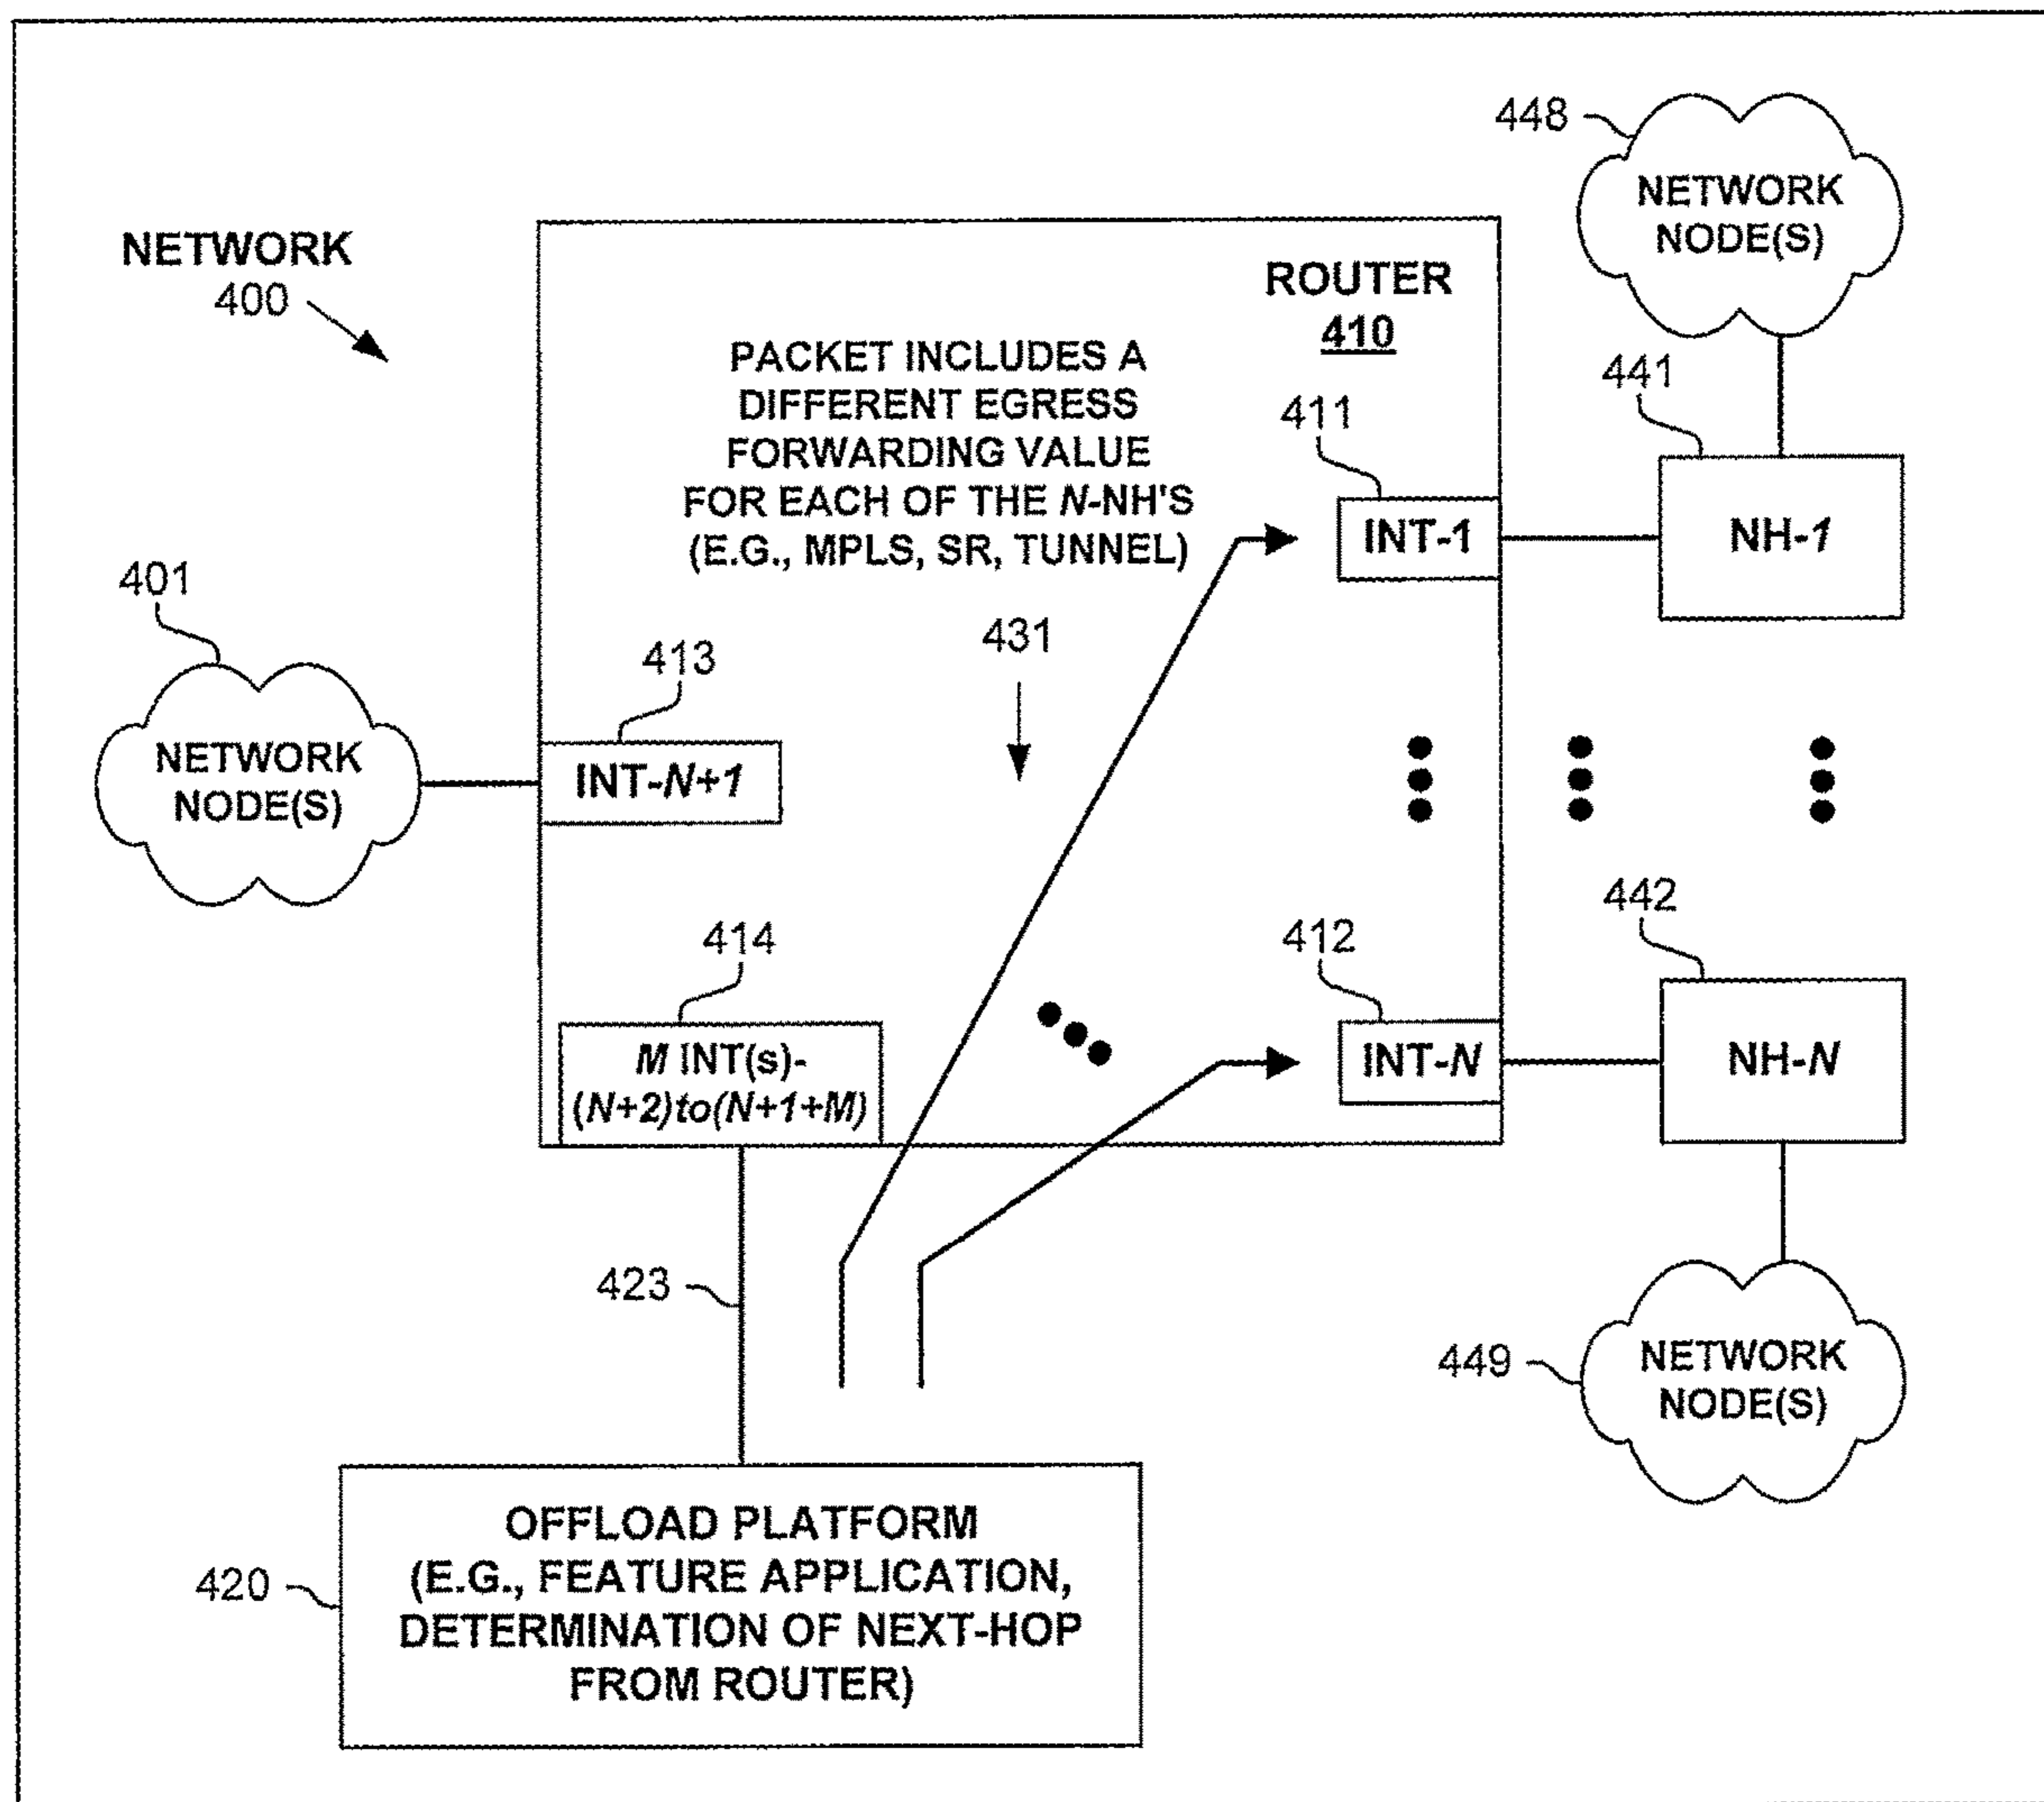 448
NETWORK
NODE(S)
NETWORK
400
ROUTER
410
PACKET INCLUDES A
DIFFERENT EGRESS
FORWARDING VALUE
FOR EACH OF THE N-NH'S
(E.G., MPLS, SR, TUNNEL)
441
411
INT-1
NH-1
401
413
431
NETWORK
NODE(S)
INT-N+1
442
414
412
M INT(s)-
(N+2)to(N+1+M)
INT-N
NH-N
423
449
NETWORK
NODE(S)
420
OFFLOAD PLATFORM
(E.G., FEATURE APPLICATION,
DETERMINATION OF NEXT-HOP
FROM ROUTER)